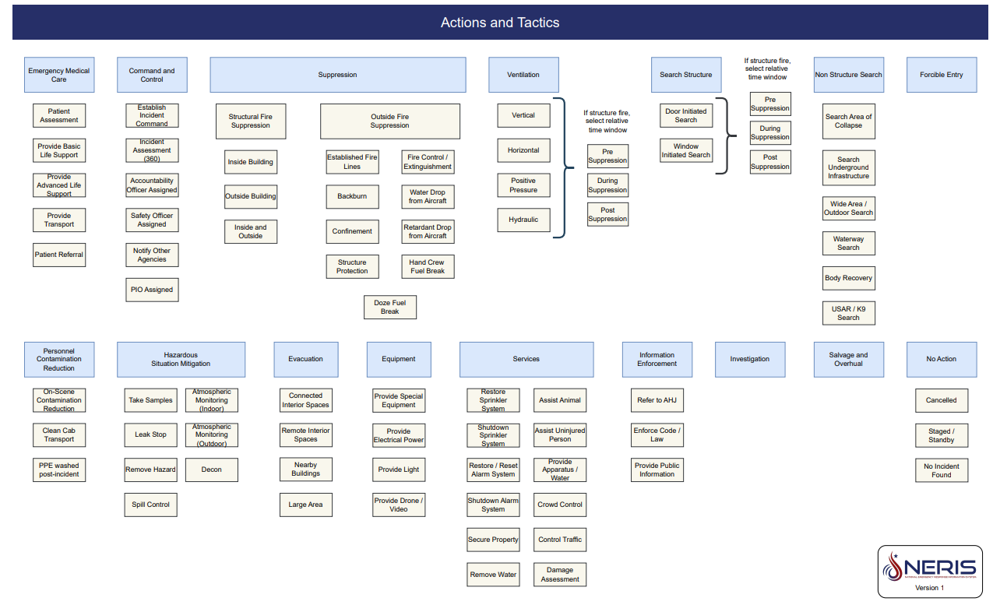 Actions and Tactics
Emergency Medical
Care
Patient
Assessment
Provide Basic
Life Support
Provide
Advanced Life
Support
Provide
Transport
Patient Referral
Command and
Control
Establish
Incident
Command
Incident
Assessment
(360)
Accountability
Officer Assigned
Safety Officer
Assigned
Notify Other
Agencies
PIO Assigned
Suppression
Structural Fire
Suppression
Inside Building
Outside Building
Inside and
Outside
Outside Fire
Suppression
Established Fire
Lines
Backburn
Confinement
Structure
Protection
Fire Control /
Extinguishment
Water Drop
from Aircraft
Retardant Drop
from Aircraft
Hand Crew
Fuel Break
Doze Fuel
Break
Ventilation
Vertical
Horizontal
Positive
Pressure
Hydraulic
If structure fire,
select relative
time window
Pre
Suppression
During
Suppression
Post
Suppression
Search Structure
Door Initiated
Search
Window
Initiated Search
If structure fire,
select relative
time window
Pre
Suppression
During
Suppression
Post
Suppression
Non Structure Search
Search Area of
Collapse
Search
Underground
Infrastructure
Wide Area /
Outdoor Search
Waterway
Search
Body Recovery
USAR / K9
Search
Forcible Entry
Personnel
Contamination
Reduction
On-Scene
Contamination
Reduction
Clean Cab
Transport
PPE washed
post-incident
Hazardous
Situation Mitigation
Take Samples
Leak Stop
Remove Hazard
Spill Control
Atmospheric
Monitoring
(Indoor)
Atmospheric
Monitoring
(Outdoor)
Decon
Evacuation
Connected
Interior Spaces
Remote Interior
Spaces
Nearby
Buildings
Large Area
Equipment
Provide Special
Equipment
Provide
Electrical Power
Provide Light
Provide Drone /
Video
Services
Restore
Sprinkler
System
Shutdown
Sprinkler
System
Restore / Reset
Alarm System
Shutdown Alarm
System
Secure Property
Remove Water
Assist Animal
Assist Uninjured
Person
Provide
Apparatus /
Water
Crowd Control
Control Traffic
Damage
Assessment
Information
Enforcement
Refer to AHJ
Enforce Code /
Law
Provide Public
Information
Investigation
Salvage and
Overhual
No Action
Cancelled
Staged /
Standby
No Incident
Found
NERIS
NATIONAL EMERGENCY RESPONSE INFORMATION SYSTEM
Version 1